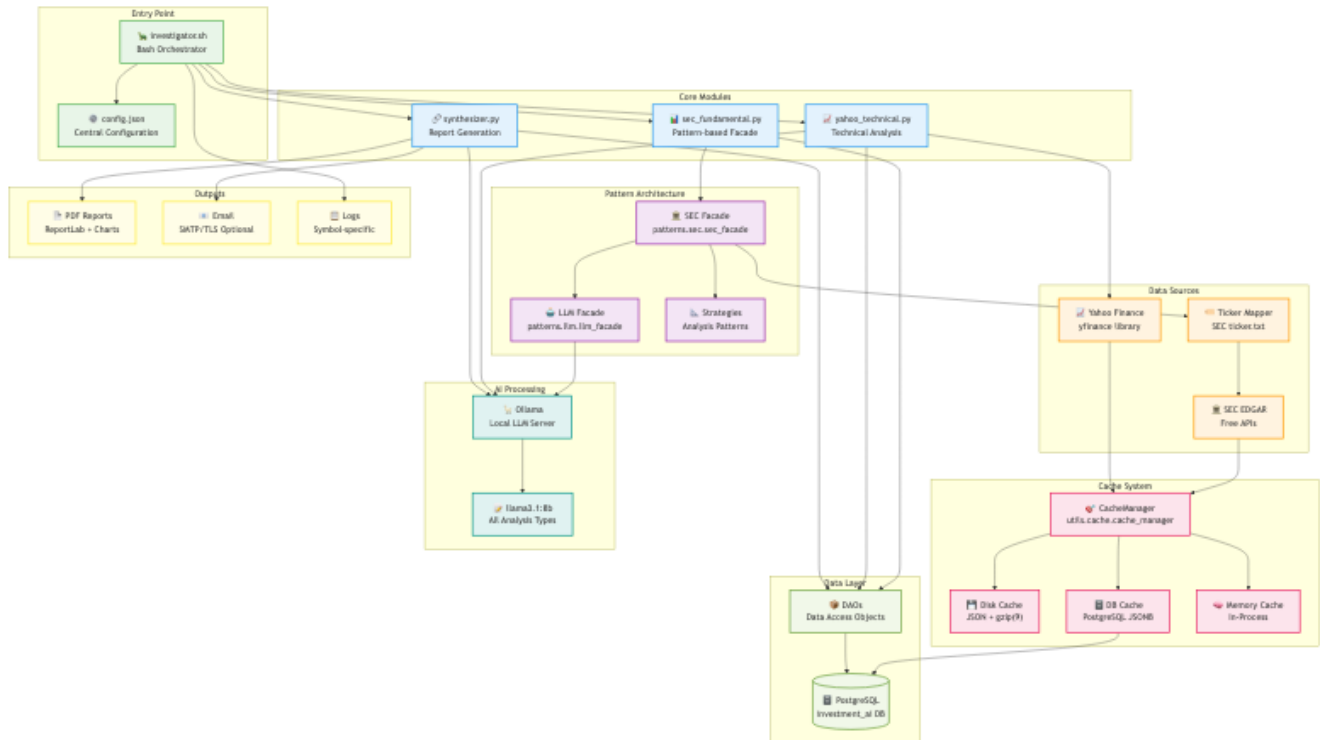 Entry Point
investigator.sh
Bash Orchestrator
config.json
Central Configuration
Core Modules
synthesizer.py
Report Generation
sec_fundamental.py
Pattern-based Facade
yahoo_technical.py
Technical Analysis
Outputs
PDF Reports
ReportLab + Charts
Email
SMTP/TLS Optional
Logs
Symbol-specific
Pattern Architecture
SEC Facade
patterns.sec.sec_facade
LLM Facade
patterns.llm.llm_facade
Strategies
Analysis Patterns
Data Sources
Yahoo Finance
yfinance library
Ticker Mapper
SEC ticker.txt
SEC EDGAR
Free APIs
AI Processing
Ollama
Local LLM Server
llama3.1:8b
All Analysis Types
Cache System
CacheManager
utils.cache.cache_manager
Disk Cache
JSON + gzip(9)
DB Cache
PostgreSQL JSONB
Memory Cache
In-Process
Data Layer
DAOs
Data Access Objects
PostgreSQL
investment_ai DB